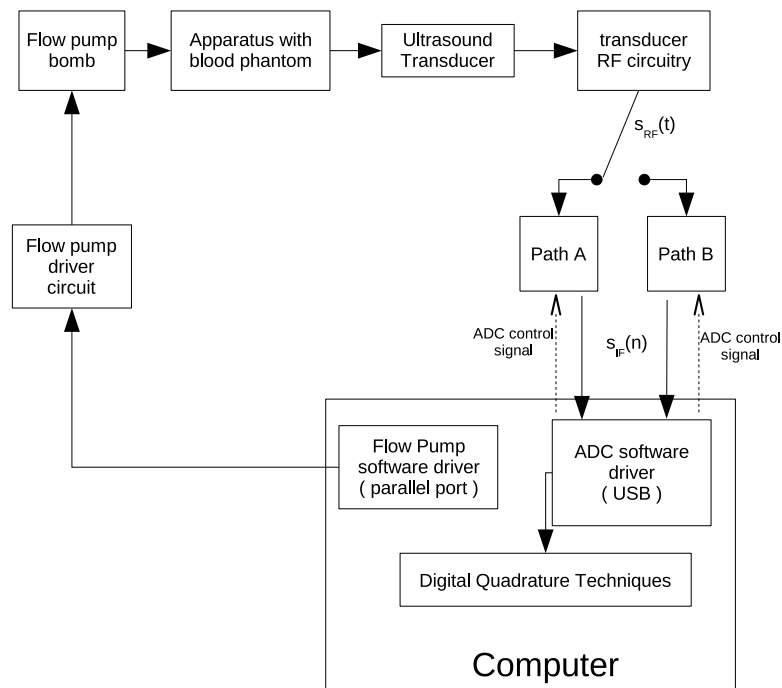 Flow pump
bomb
Apparatus with
blood phantom
Ultrasound
Transducer
transducer
RF circuitry
s_RF(t)
Path A
Path B
Flow pump
driver
circuit
ADC control
signal
s_IF(n)
ADC control
signal
Flow Pump
software driver
( parallel port )
ADC software
driver
( USB )
Digital Quadrature Techniques
Computer